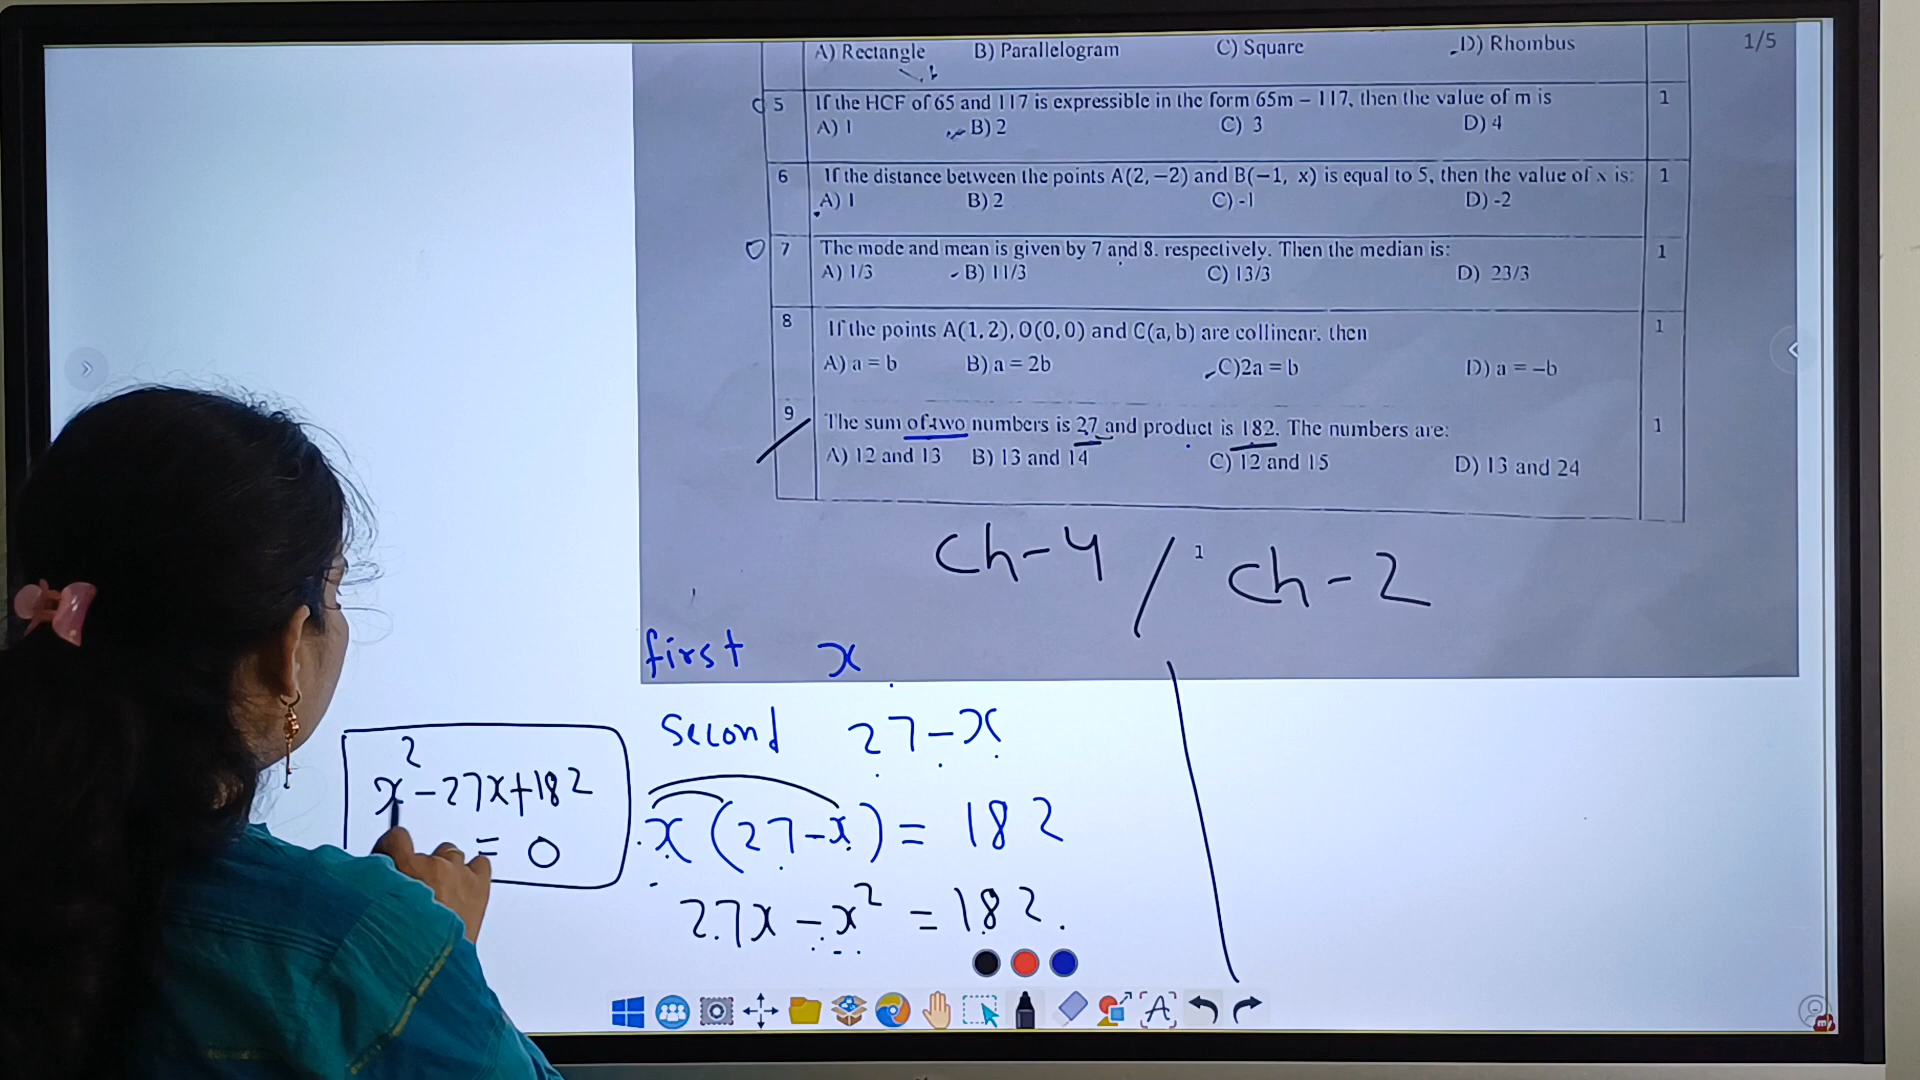 A) Rectangle B) Parallelogram C) Square D) Rhombus
1/5
5 If the HCF of 65 and 117 is expressible in the form 65m – 117, then the value of m is 1
A) 1 B) 2 C) 3 D) 4
6 If the distance between the points A(2, –2) and B(–1, x) is equal to 5, then the value of x is: 1
A) 1 B) 2 C) -1 D) -2
7 The mode and mean is given by 7 and 8. respectively. Then the median is: 1
A) 1/3 B) 11/3 C) 13/3 D) 23/3
8 If the points A(1, 2), O(0, 0) and C(a, b) are collinear, then 1
A) a = b B) a = 2b C)2a = b D) a = –b
9 The sum of two numbers is 27 and product is 182. The numbers are: 1
A) 12 and 13 B) 13 and 14 C) 12 and 15 D) 13 and 24
Ch-4 / 1 Ch-2
first x
second 27-x
x² - 27x + 182
= 0
x (27-x) = 182
27x - x² = 182.